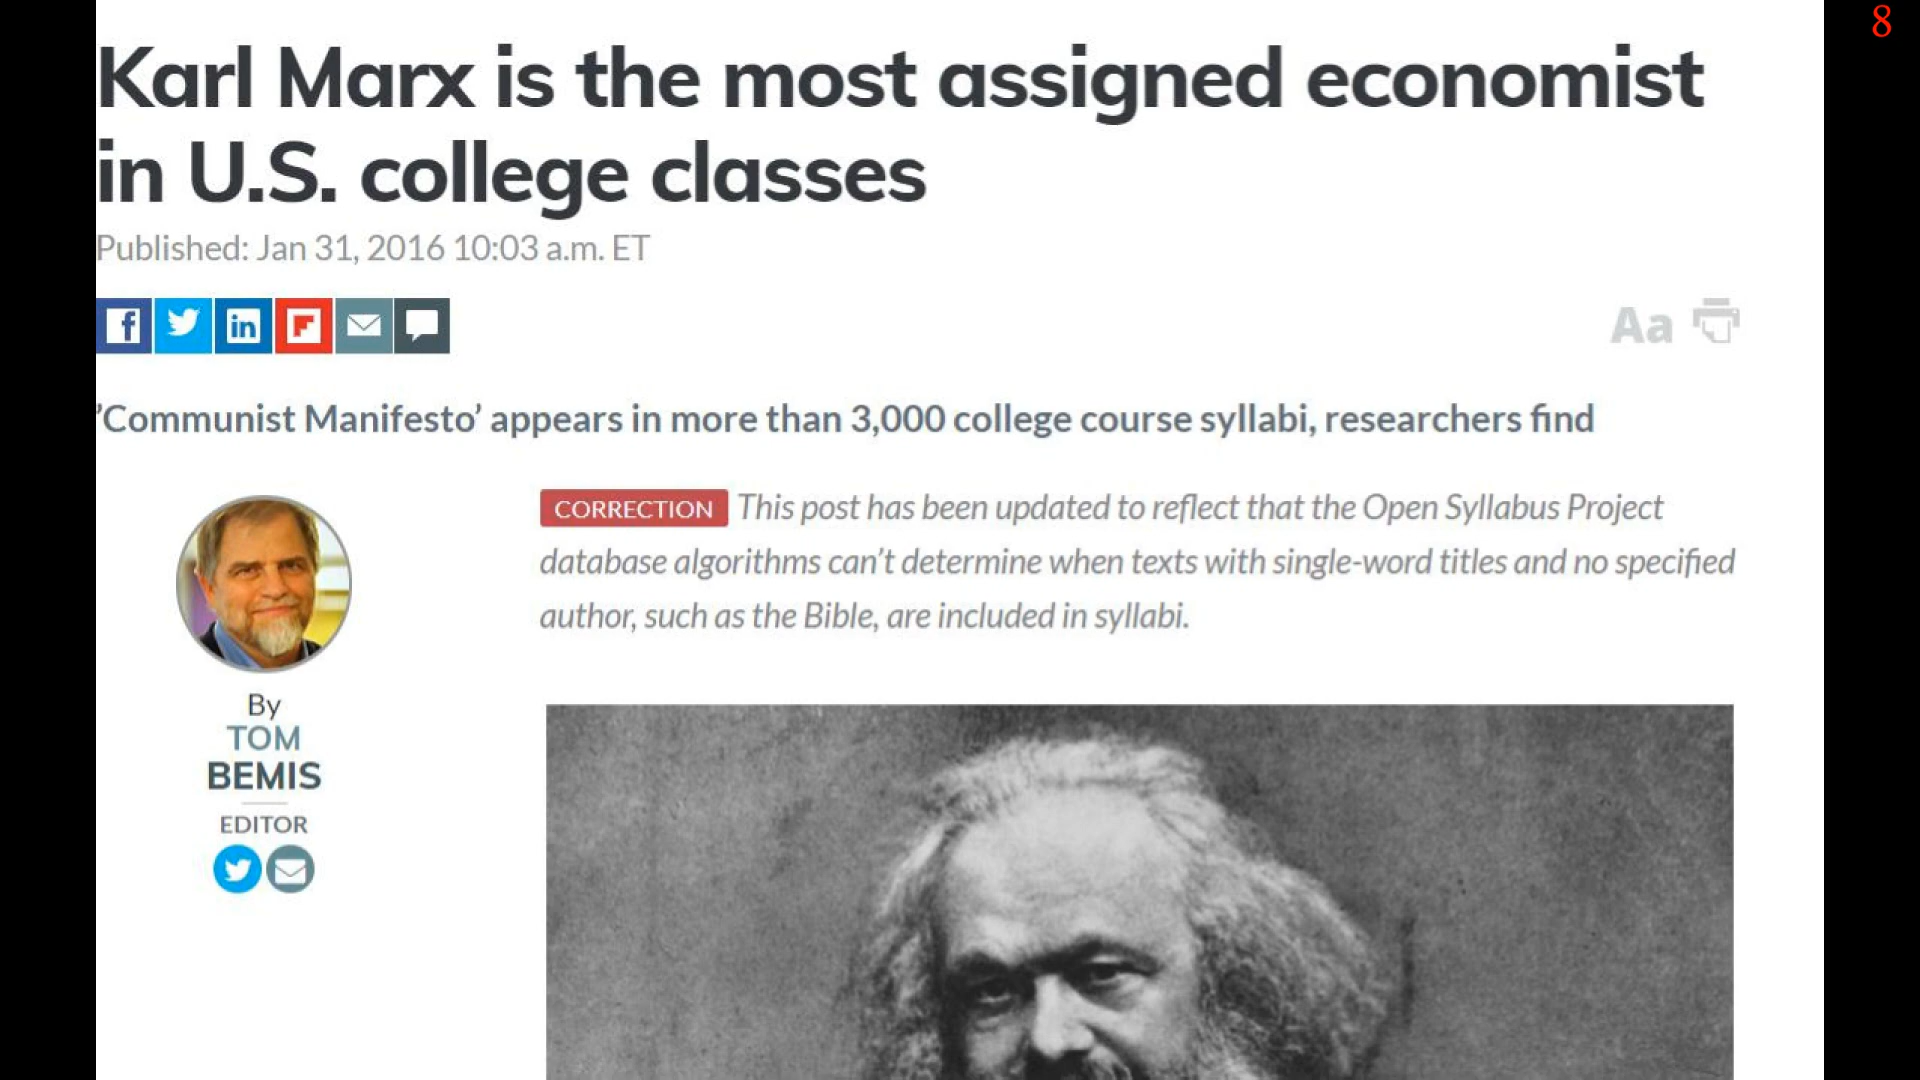 8
Karl Marx is the most assigned economist
in U.S. college classes
Published: Jan 31, 2016 10:03 a.m. ET
f in
Aa
’Communist Manifesto’ appears in more than 3,000 college course syllabi, researchers find
CORRECTION This post has been updated to reflect that the Open Syllabus Project
database algorithms can’t determine when texts with single-word titles and no specified
author, such as the Bible, are included in syllabi.
By
TOM
BEMIS
EDITOR